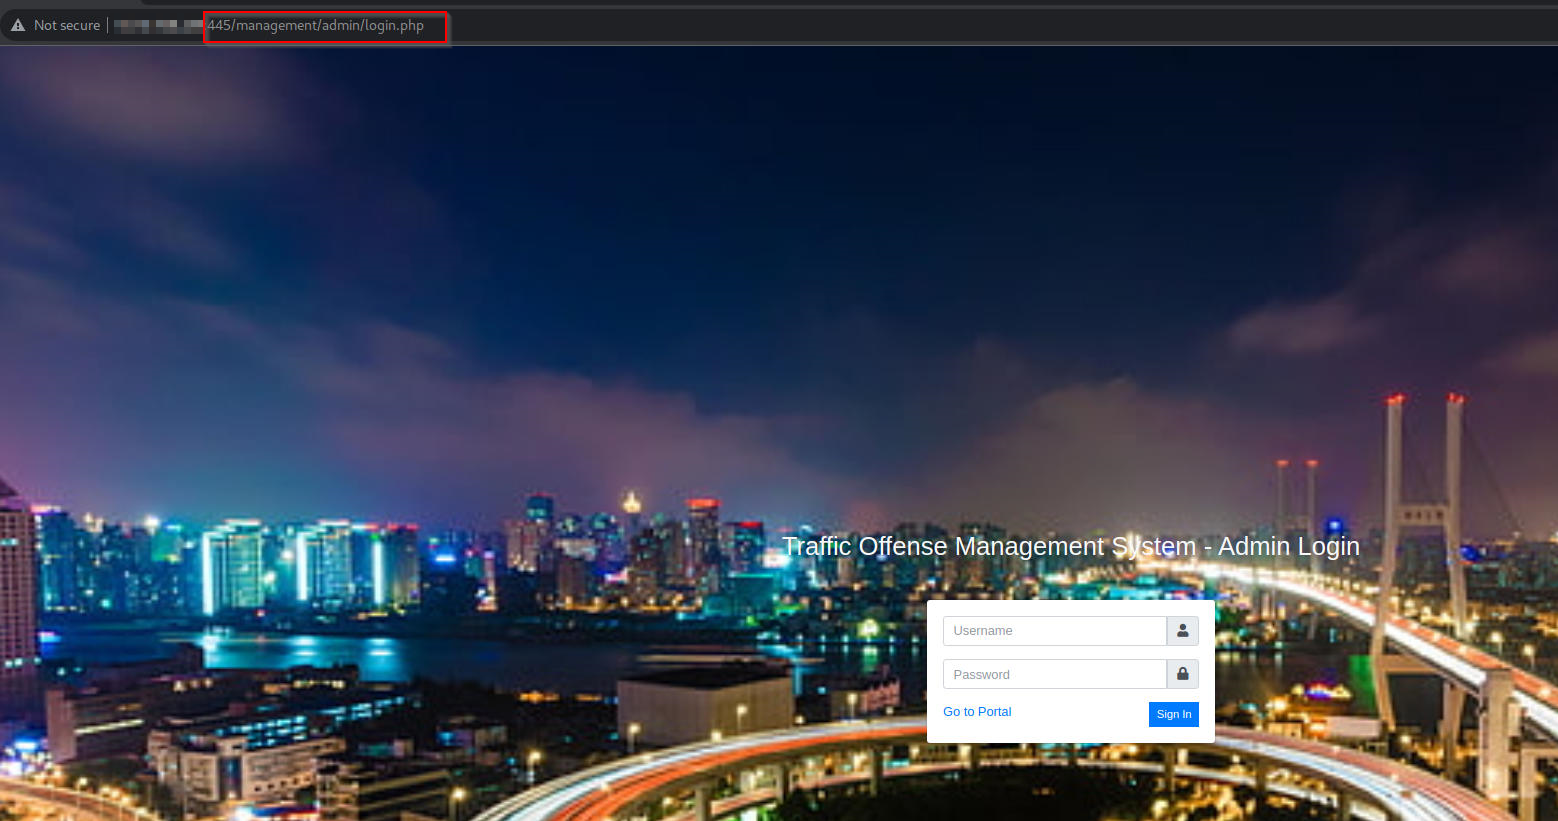 Not secure
445/management/admin/login.php
Traffic Offense Management System - Admin Login
Username
Password
Go to Portal
Sign In